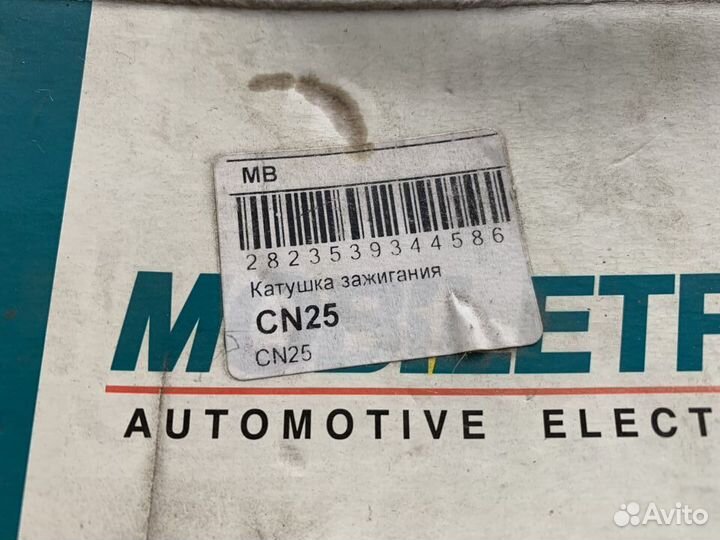 MB
2823539344586
Катушка зажигания
CN25
CN25
AUTOMOTIVE ELECT
Avito